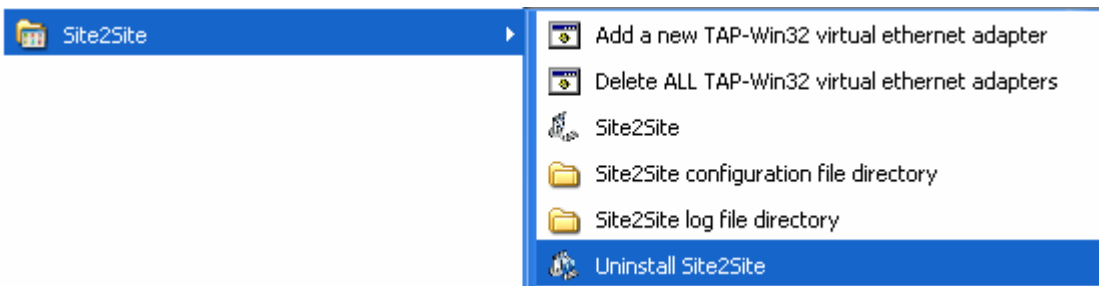 Site2Site
Add a new TAP-Win32 virtual ethernet adapter
Delete ALL TAP-Win32 virtual ethernet adapters
Site2Site
Site2Site configuration file directory
Site2Site log file directory
Uninstall Site2Site